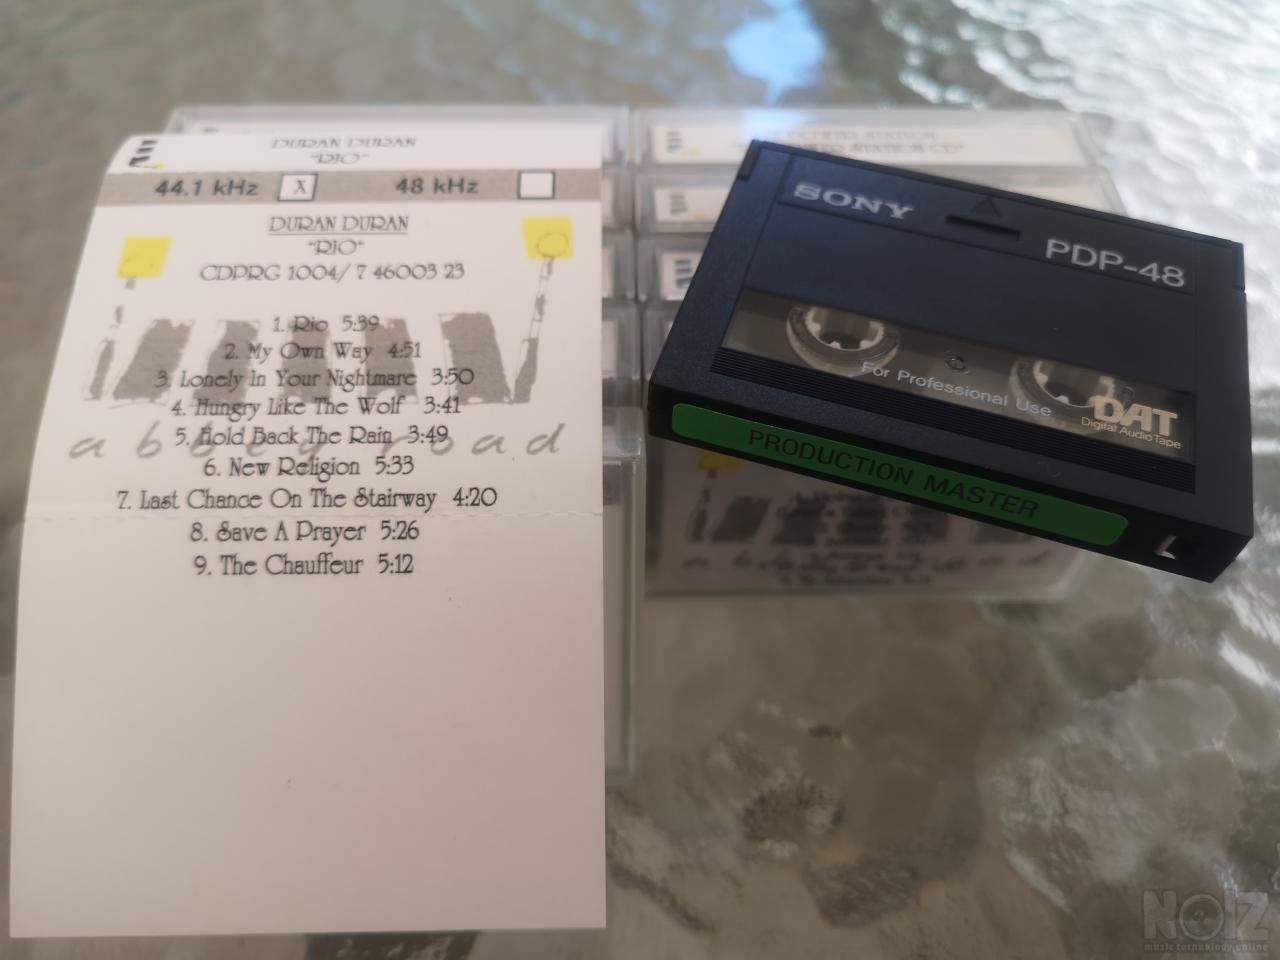 DURAN DURAN
"RIO"
44.1 kHz X 48 kHz
DURAN DURAN
"RIO"
CDPRG 1004/ 7 46003 23
1. Rio 5:39
2. My Own Way 4:51
3. Lonely In Your Nightmare 3:50
4. Hungry Like The Wolf 3:41
5. Hold Back The Rain 3:49
abbey road
6. New Religion 5:33
7. Last Chance On The Stairway 4:20
8. Save A Prayer 5:26
9. The Chauffeur 5:12
SONY
PDP-48
For Professional Use
DAT
Digital Audio Tape
PRODUCTION MASTER
NOIZ
music technology online